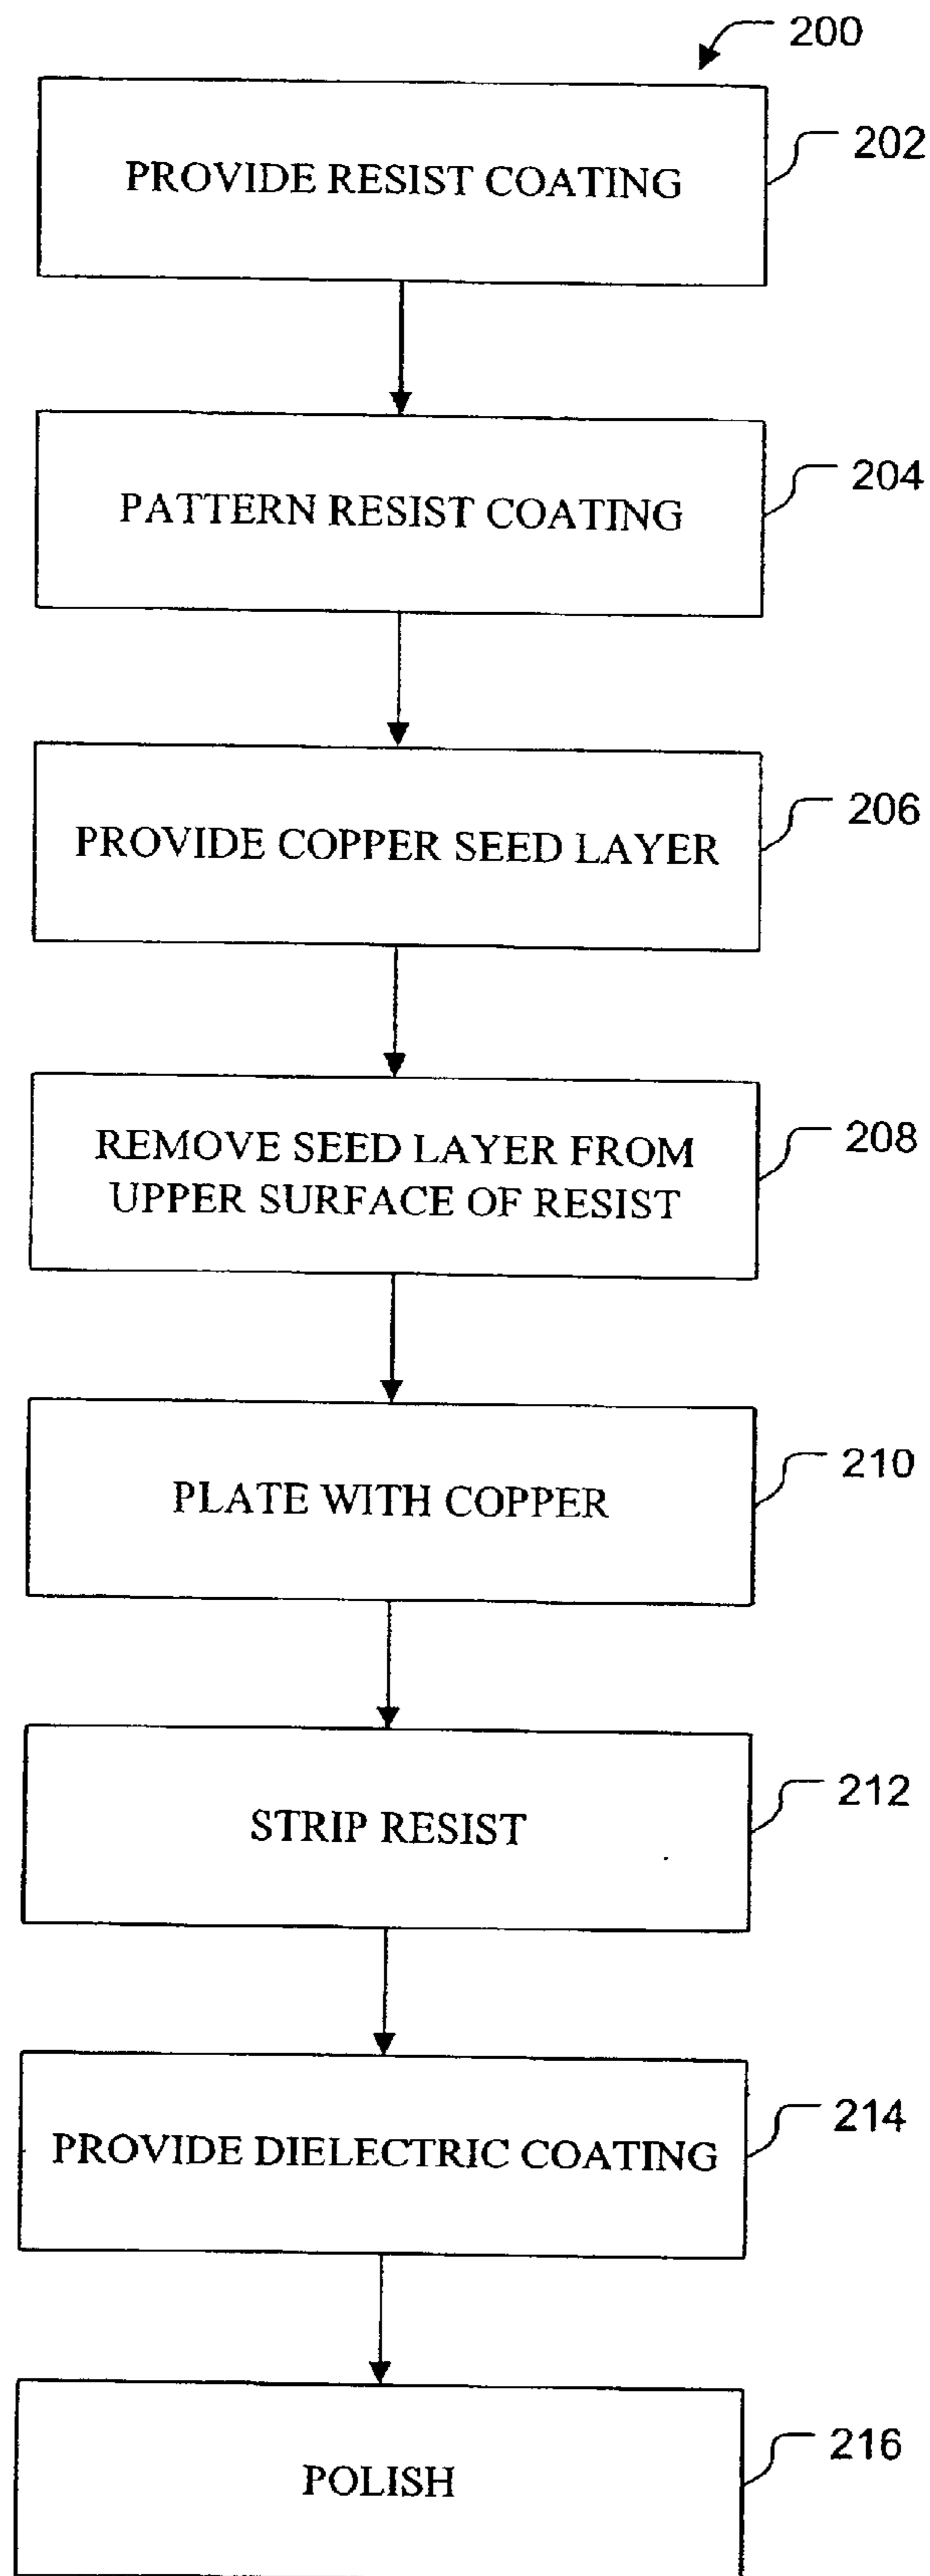 200
PROVIDE RESIST COATING
202
PATTERN RESIST COATING
204
PROVIDE COPPER SEED LAYER
206
REMOVE SEED LAYER FROM
UPPER SURFACE OF RESIST
208
PLATE WITH COPPER
210
STRIP RESIST
212
PROVIDE DIELECTRIC COATING
214
POLISH
216